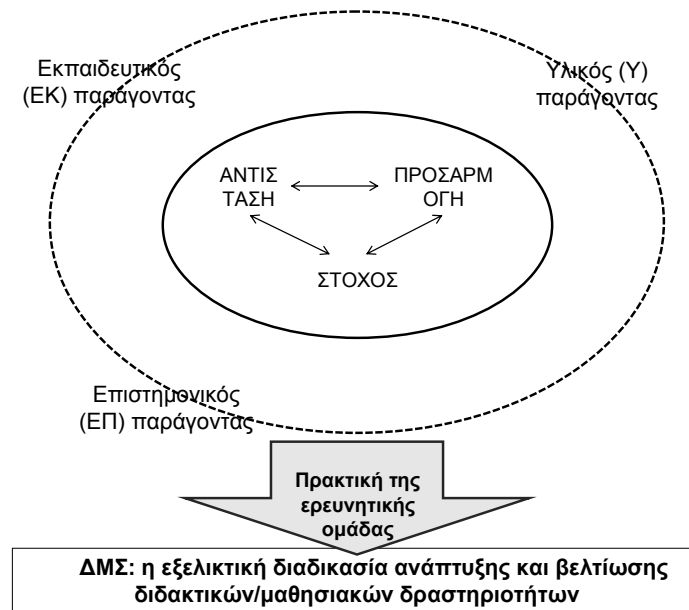 Εκπαιδευτικός
(ΕΚ) παράγοντας
Υλικός (Υ)
παράγοντας
ΑΝΤΙΣ
ΤΑΣΗ
ΠΡΟΣΑΡΜ
ΟΓΗ
ΣΤΟΧΟΣ
Επιστημονικός
(ΕΠ) παράγοντας
Πρακτική της
ερευνητικής
ομάδας
ΔΜΣ: η εξελικτική διαδικασία ανάπτυξης και βελτίωσης
διδακτικών/μαθησιακών δραστηριοτήτων